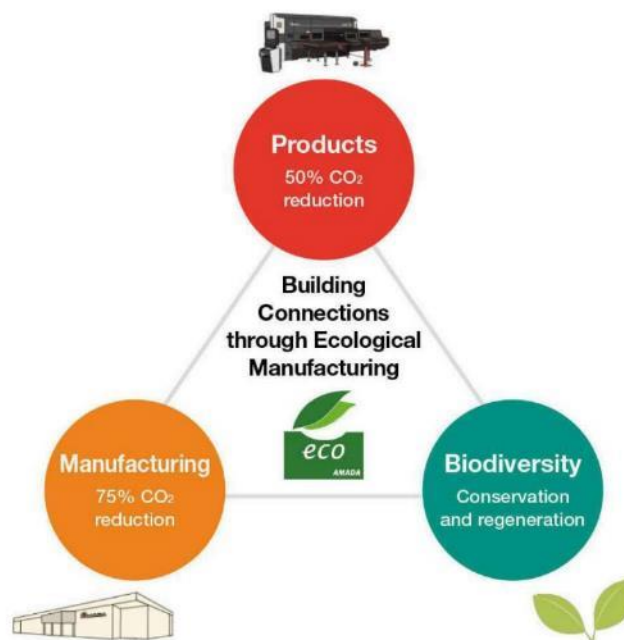 Products
50% CO₂
reduction
Building
Connections
through Ecological
Manufacturing
eco
AMADA
Manufacturing
75% CO₂
reduction
Biodiversity
Conservation
and regeneration